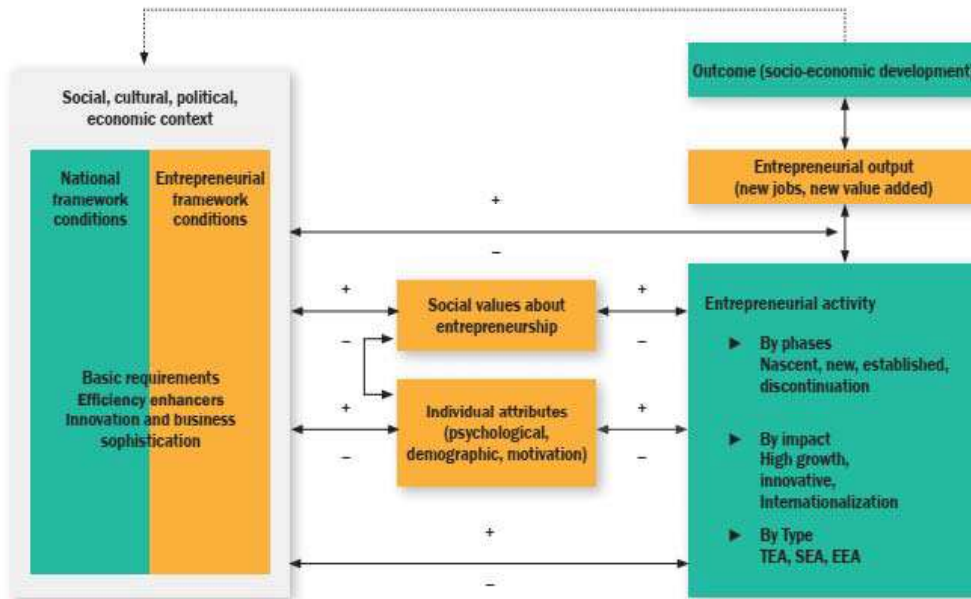 Outcome (socio-economic development)
Social, cultural, political,
economic context
National
framework
conditions
Entrepreneurial
framework
conditions
Entrepreneurial output
(new jobs, new value added)
+
–
+
–
Social values about
entrepreneurship
+
–
Entrepreneurial activity
► By phases
Nascent, new, established,
discontinuation
Basic requirements
Efficiency enhancers
Innovation and business
sophistication
+
–
Individual attributes
(psychological,
demographic, motivation)
+
–
► By impact
High growth,
innovative,
Internationalization
► By Type
TEA, SEA, EEA
+
–